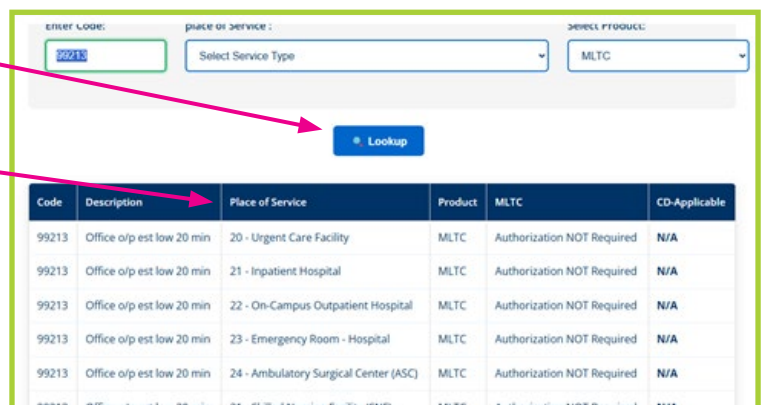 Enter Code: place of Service : Select Product:
99213 Select Service Type MLTC
Lookup
Code Description Place of Service Product MLTC CD-Applicable
99213 Office o/p est low 20 min 20 - Urgent Care Facility MLTC Authorization NOT Required N/A
99213 Office o/p est low 20 min 21 - Inpatient Hospital MLTC Authorization NOT Required N/A
99213 Office o/p est low 20 min 22 - On-Campus Outpatient Hospital MLTC Authorization NOT Required N/A
99213 Office o/p est low 20 min 23 - Emergency Room - Hospital MLTC Authorization NOT Required N/A
99213 Office o/p est low 20 min 24 - Ambulatory Surgical Center (ASC) MLTC Authorization NOT Required N/A